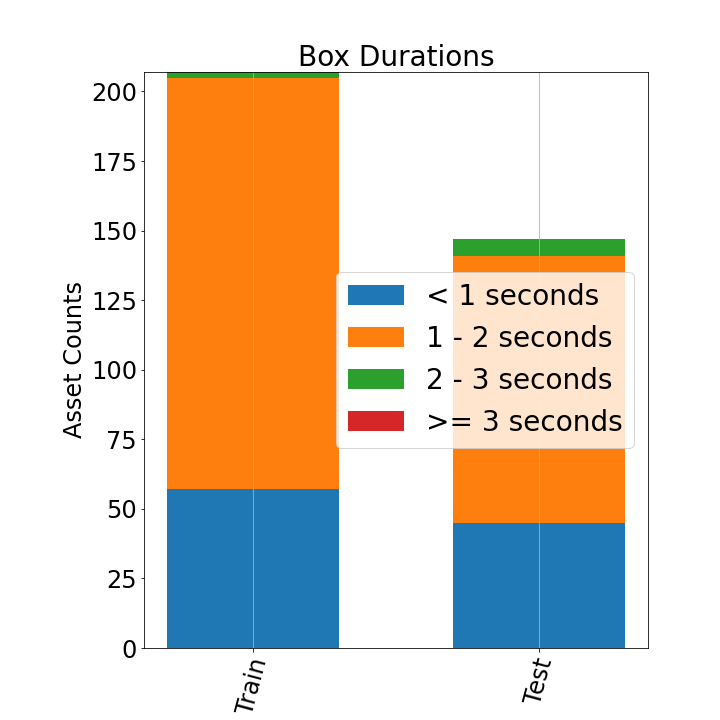 Box Durations
200
175
150
125
100
75
50
25
0
Asset Counts
< 1 seconds
1 - 2 seconds
2 - 3 seconds
>= 3 seconds
Train
Test